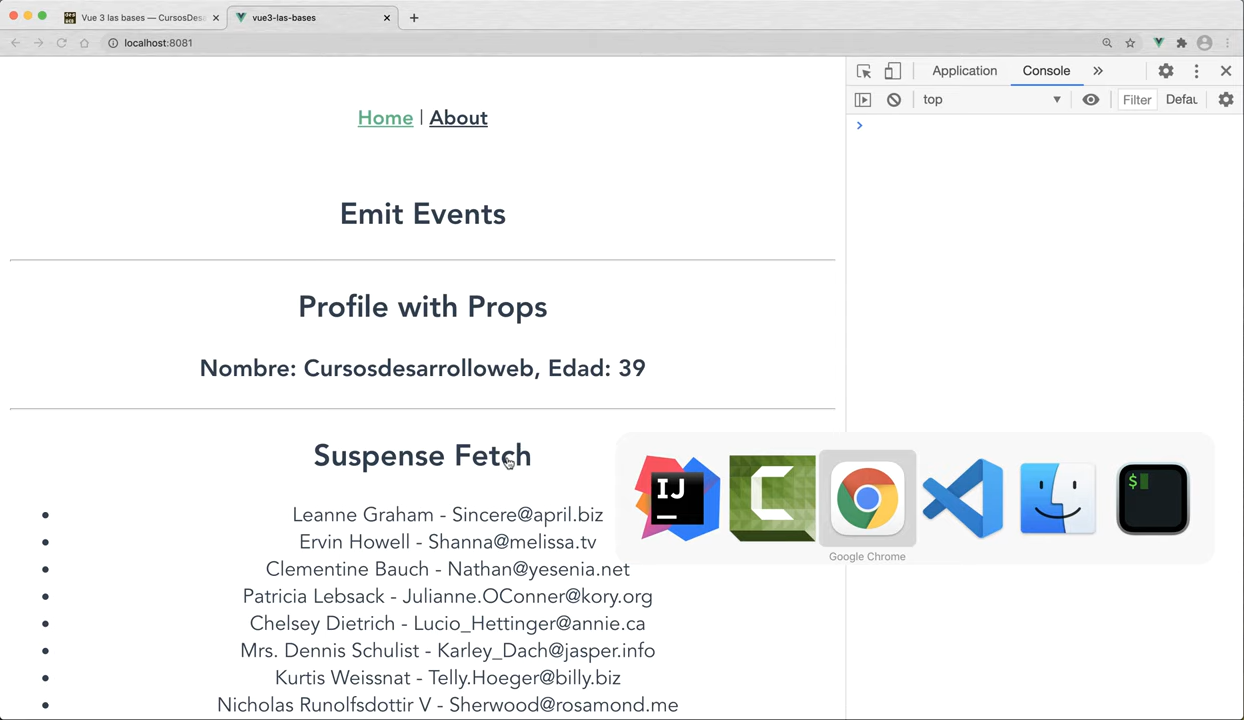 Vue 3 las bases — CursosDesa
vue3-las-bases
localhost:8081
Application
Console
top
Filter
Defau
Home | About
Emit Events
Profile with Props
Nombre: Cursosdesarrolloweb, Edad: 39
Suspense Fetch
IJ
C
$
Google Chrome
Leanne Graham - Sincere@april.biz
Ervin Howell - Shanna@melissa.tv
Clementine Bauch - Nathan@yesenia.net
Patricia Lebsack - Julianne.OConner@kory.org
Chelsey Dietrich - Lucio_Hettinger@annie.ca
Mrs. Dennis Schulist - Karley_Dach@jasper.info
Kurtis Weissnat - Telly.Hoeger@billy.biz
Nicholas Runolfsdottir V - Sherwood@rosamond.me